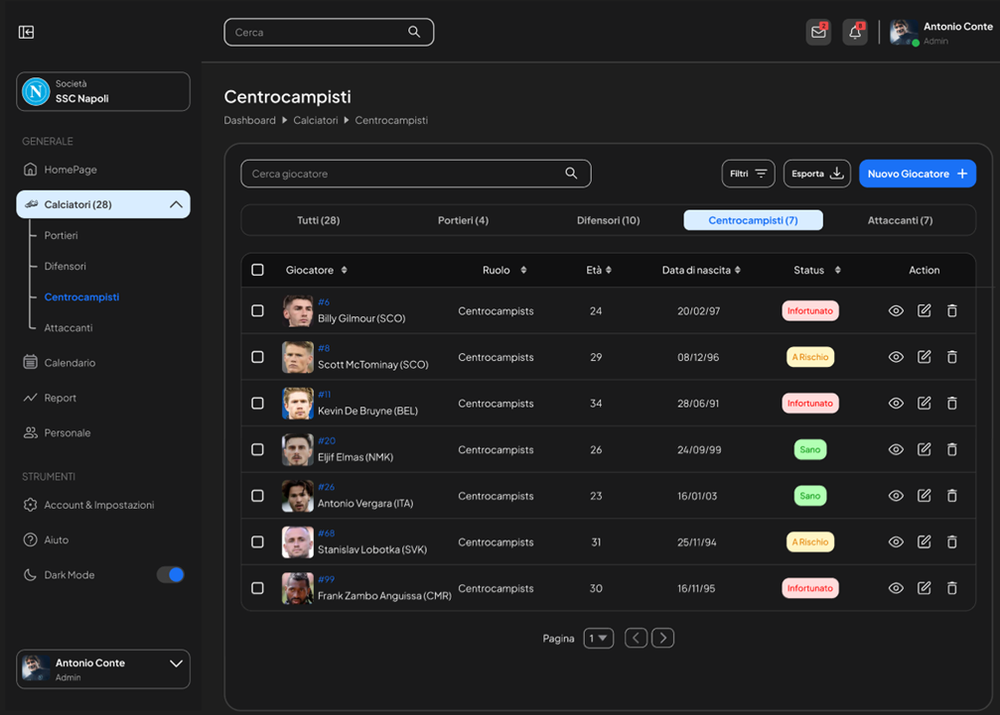 Cerca
2
8
Antonio Conte
Admin
N
Società
SSC Napoli
GENERALE
HomePage
Calciatori (28)
Portieri
Difensori
Centrocampisti
Attaccanti
Calendario
Report
Personale
STRUMENTI
Account & Impostazioni
Aiuto
Dark Mode
Antonio Conte
Admin
Centrocampisti
Dashboard Calciatori Centrocampisti
Cerca giocatore
Filtri Esporta Nuovo Giocatore +
Tutti (28) Portieri (4) Difensori (10) Centrocampisti (7) Attaccanti (7)
Giocatore Ruolo Età Data di nascita Status Action
#6
Billy Gilmour (SCO) Centrocampists 24 20/02/97 Infortunato
#8
Scott McTominay (SCO) Centrocampists 29 08/12/96 A Rischio
#11
Kevin De Bruyne (BEL) Centrocampists 34 28/06/91 Infortunato
#20
Eljif Elmas (NMK) Centrocampists 26 24/09/99 Sano
#26
Antonio Vergara (ITA) Centrocampists 23 16/01/03 Sano
#68
Stanislav Lobotka (SVK) Centrocampists 31 25/11/94 A Rischio
#99
Frank Zambo Anguissa (CMR) Centrocampists 30 16/11/95 Infortunato
Pagina 1